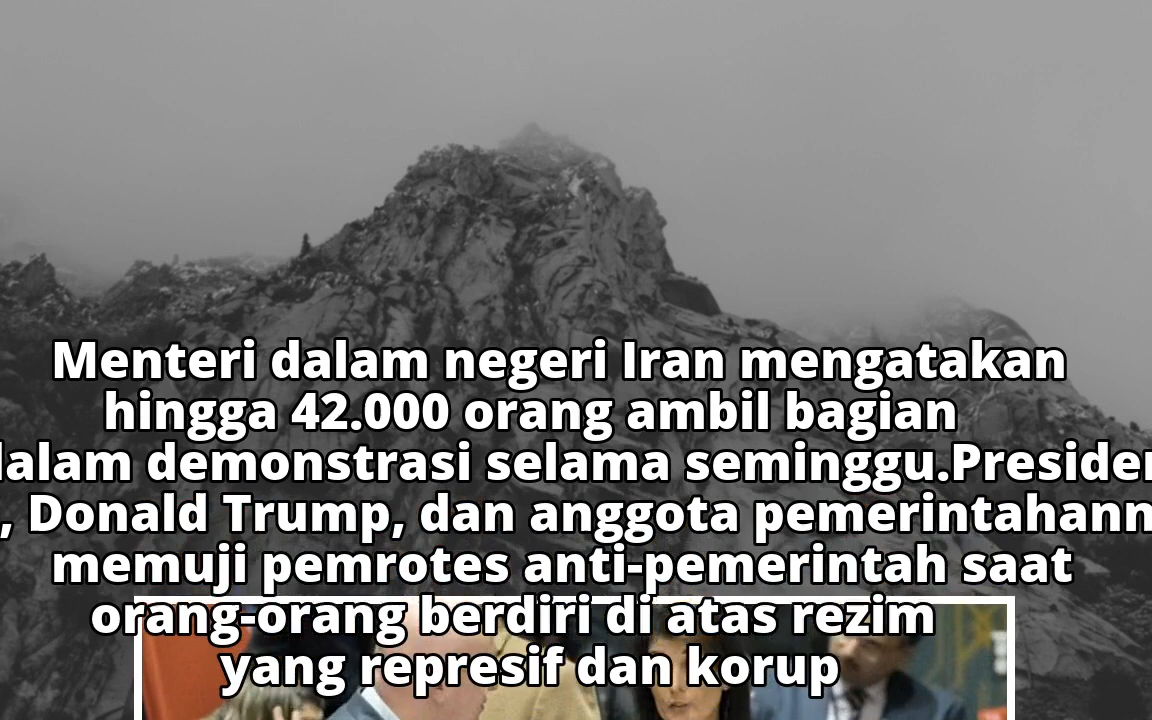 Menteri dalam negeri Iran mengatakan
hingga 42.000 orang ambil bagian
dalam demonstrasi selama seminggu.Presiden
, Donald Trump, dan anggota pemerintahann
memuji pemrotes anti-pemerintah saat
orang-orang berdiri di atas rezim
yang represif dan korup